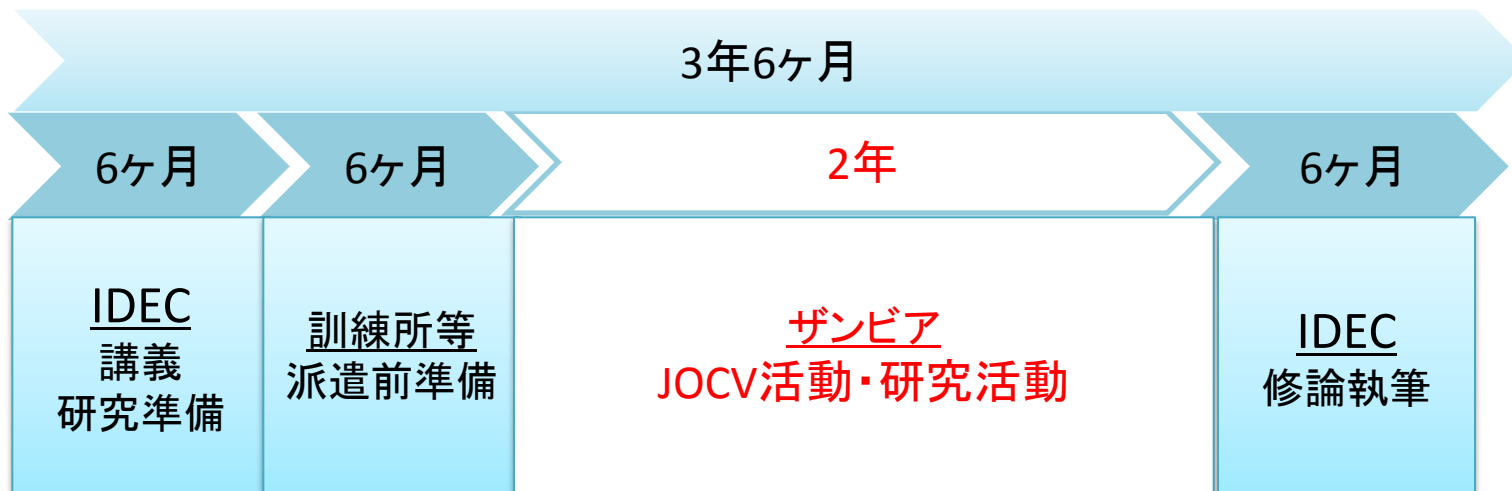 3年6ヶ月
6ヶ月
6ヶ月
2年
6ヶ月
IDEC
講義
研究準備
訓練所等
派遣前準備
ザンビア
JOCV活動・研究活動
IDEC
修論執筆